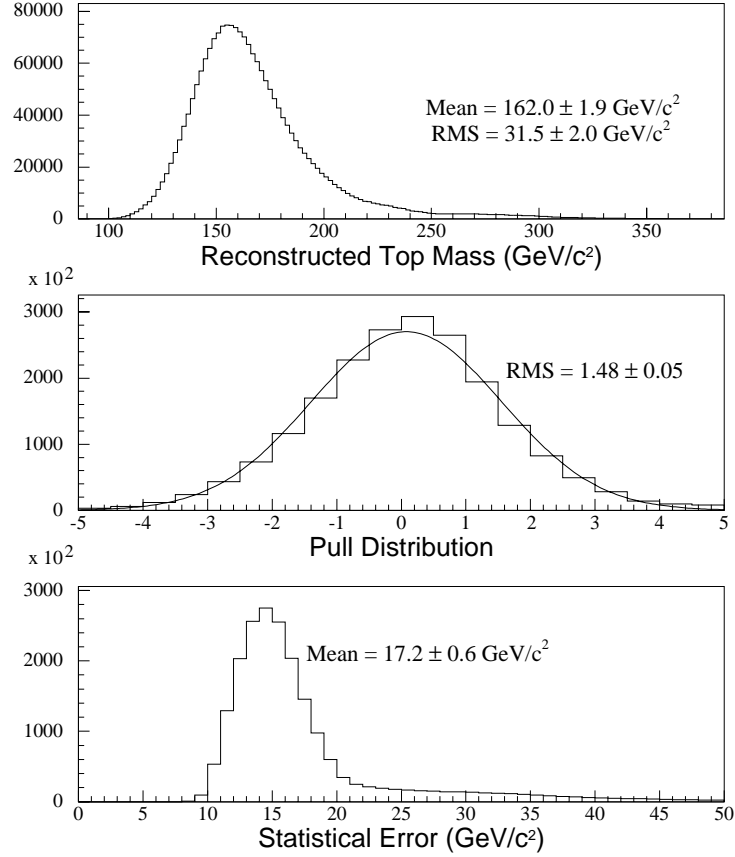 80000
60000
40000
20000
0
Mean = 162.0 ± 1.9 GeV/c²
RMS = 31.5 ± 2.0 GeV/c²
100 150 200 250 300 350
Reconstructed Top Mass (GeV/c²)
x 10²
3000
2000
1000
0
RMS = 1.48 ± 0.05
-5 -4 -3 -2 -1 0 1 2 3 4 5
Pull Distribution
x 10²
3000
2000
1000
0
Mean = 17.2 ± 0.6 GeV/c²
0 5 10 15 20 25 30 35 40 45 50
Statistical Error (GeV/c²)